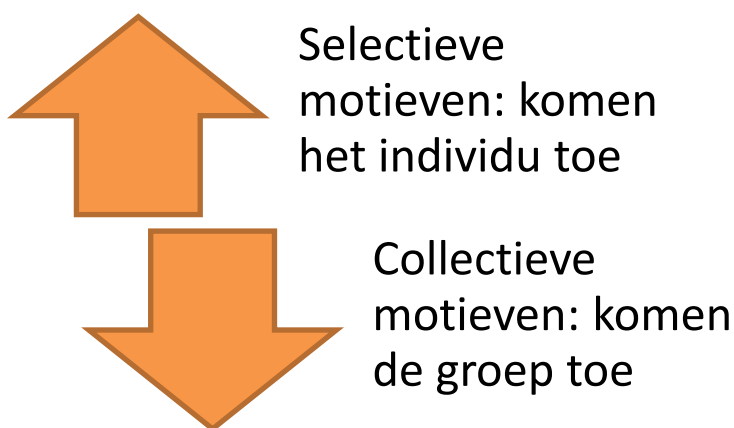 Selectieve
motieven: komen
het individu toe
Collectieve
motieven: komen
de groep toe